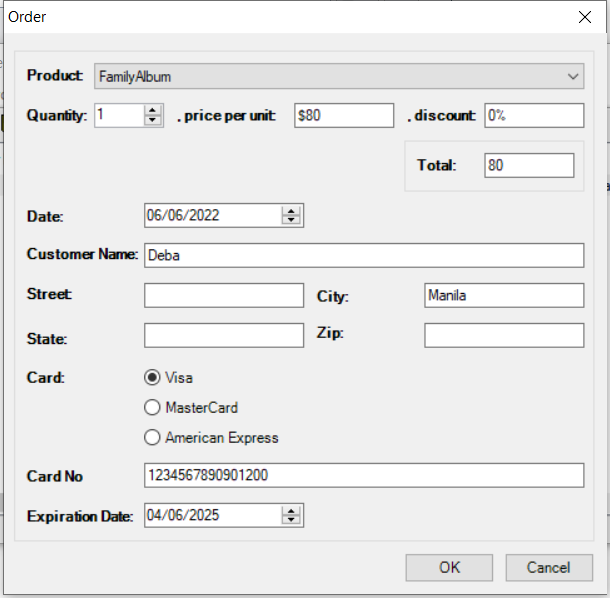 Order
Product: FamilyAlbum
Quantity: 1 . price per unit: $80 . discount: 0%
Total: 80
Date: 06/06/2022
Customer Name: Deba
Street: City: Manila
State: Zip:
Card: Visa
MasterCard
American Express
Card No 1234567890901200
Expiration Date: 04/06/2025
OK Cancel